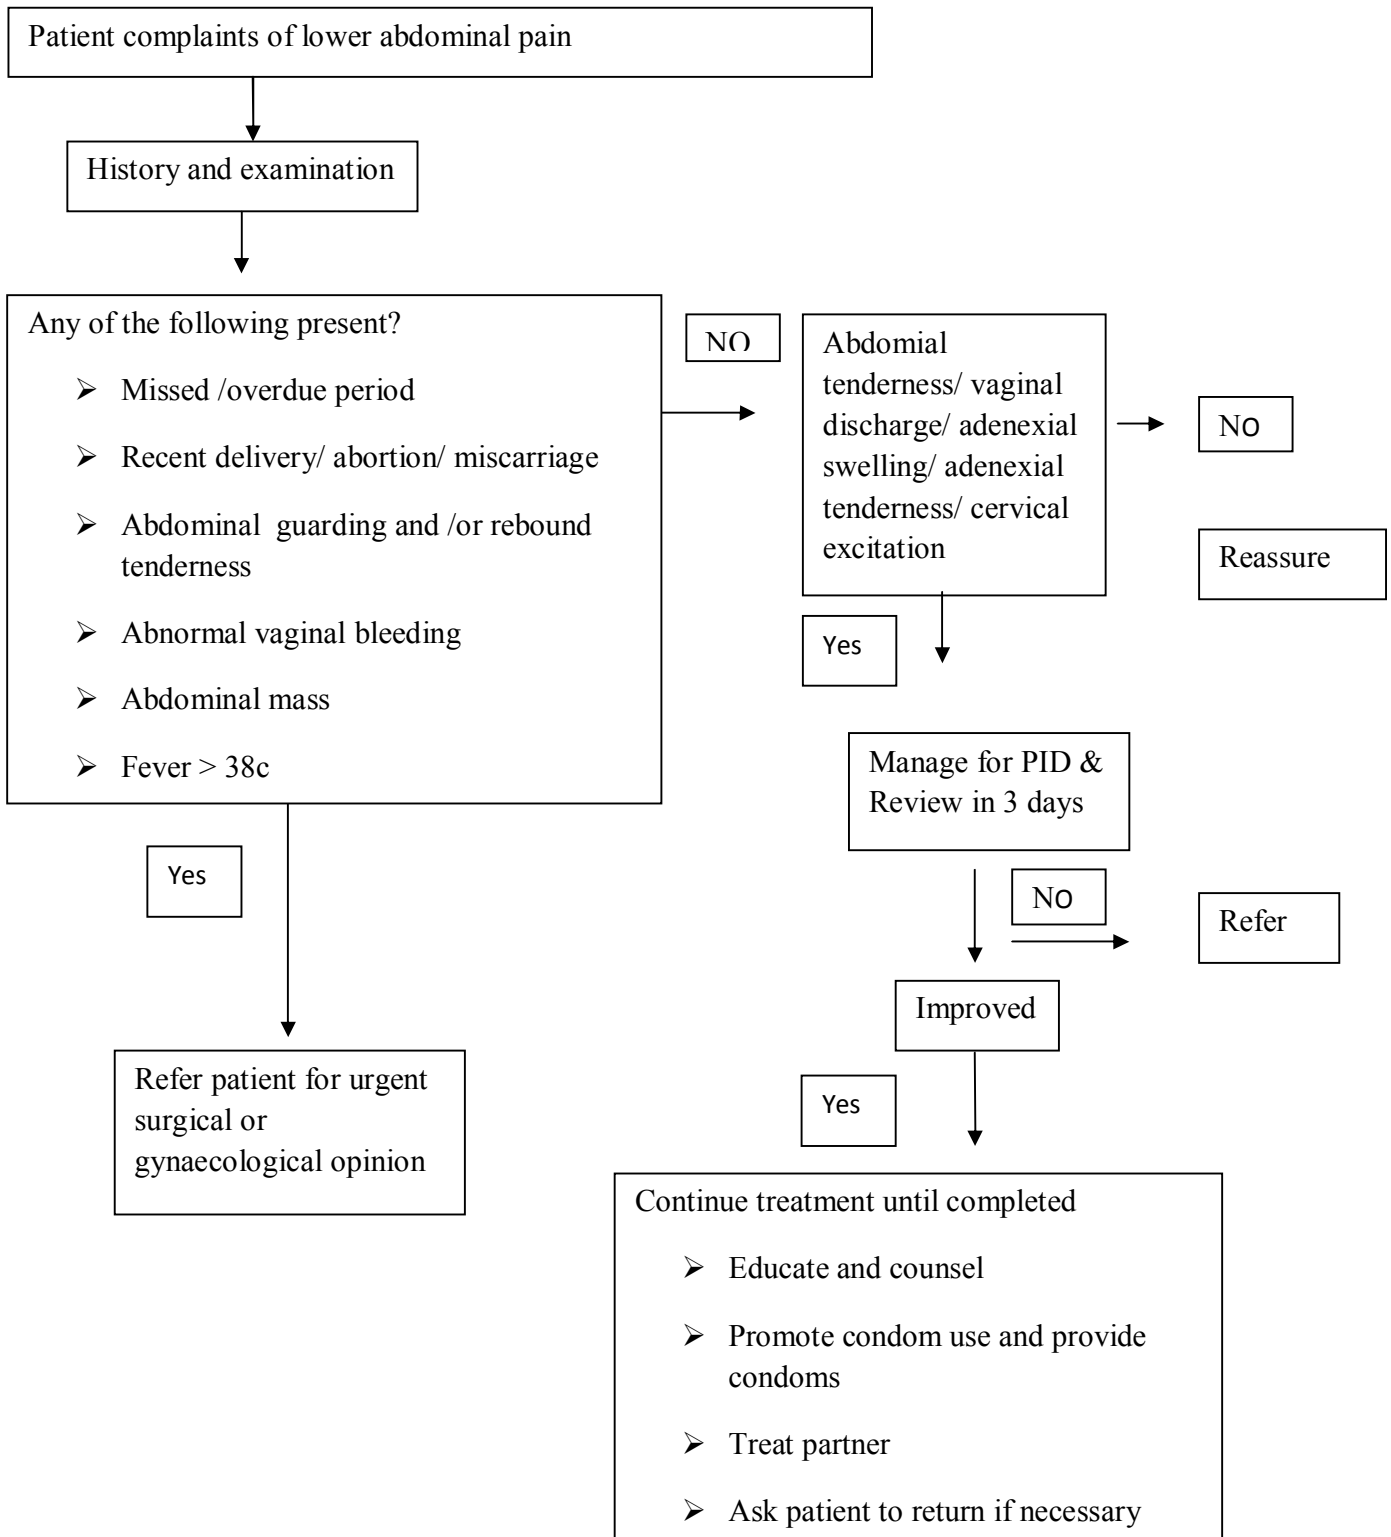 Patient complaints of lower abdominal pain
History and examination
Any of the following present?
➢ Missed /overdue period
➢ Recent delivery/ abortion/ miscarriage
➢ Abdominal guarding and /or rebound
tenderness
➢ Abnormal vaginal bleeding
➢ Abdominal mass
➢ Fever > 38c
NO
Abdomial
tenderness/ vaginal
discharge/ adenexial
swelling/ adenexial
tenderness/ cervical
excitation
NO
Reassure
Yes
Manage for PID &
Review in 3 days
Yes
NO
Refer
Improved
Refer patient for urgent
surgical or
gynaecological opinion
Yes
Continue treatment until completed
➢ Educate and counsel
➢ Promote condom use and provide
condoms
➢ Treat partner
➢ Ask patient to return if necessary